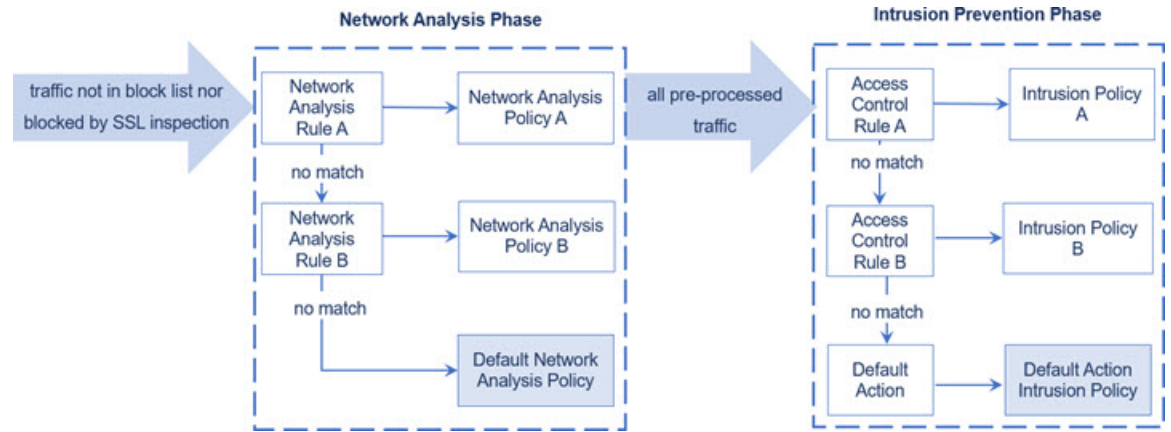 Network Analysis Phase
Intrusion Prevention Phase
traffic not in block list nor
blocked by SSL inspection
Network
Analysis
Rule A
Network Analysis
Policy A
no match
Network
Analysis
Rule B
Network Analysis
Policy B
no match
Default Network
Analysis Policy
all pre-processed
traffic
Access
Control
Rule A
Intrusion Policy
A
no match
Access
Control
Rule B
Intrusion Policy
B
no match
Default
Action
Default Action
Intrusion Policy